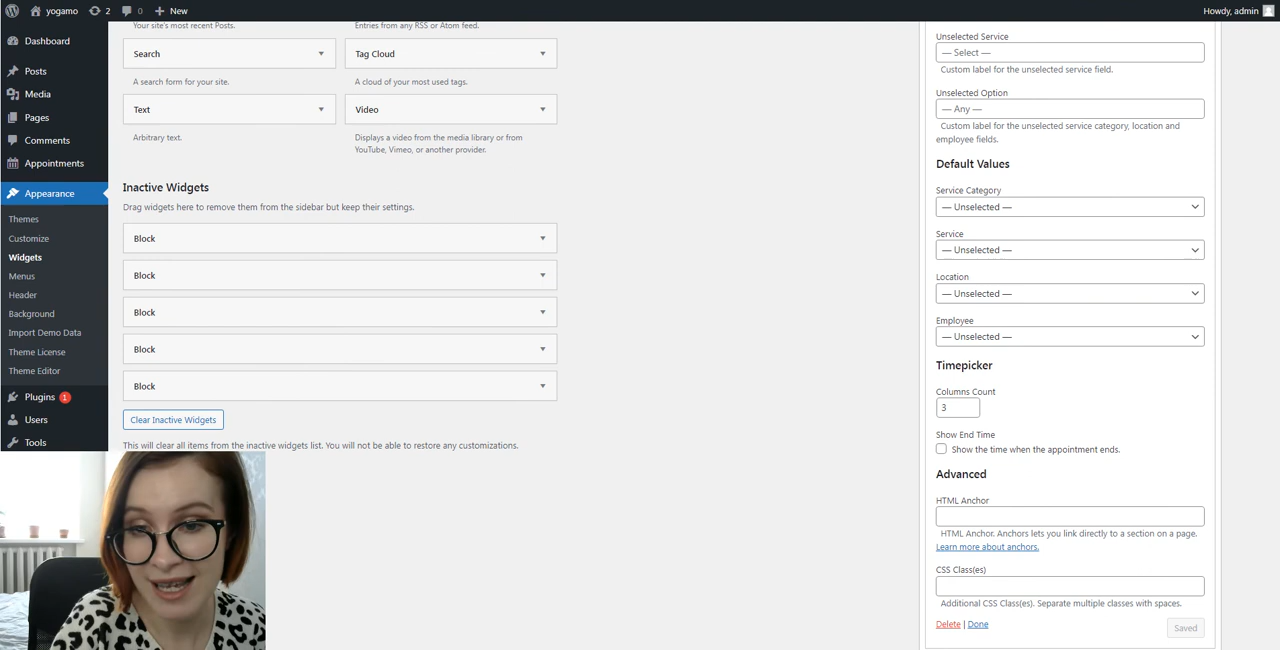 yogamo
2
0
New
Howdy, admin
Dashboard
Posts
Media
Pages
Comments
Appointments
Appearance
Themes
Customize
Widgets
Menus
Header
Background
Import Demo Data
Theme License
Theme Editor
Plugins 1
Users
Tools
Your site's most recent Posts.
Entries from any RSS or Atom feed.
Search
Tag Cloud
A search form for your site.
A cloud of your most used tags.
Text
Video
Arbitrary text.
Displays a video from the media library or from
YouTube, Vimeo, or another provider.
Inactive Widgets
Drag widgets here to remove them from the sidebar but keep their settings.
Block
Block
Block
Block
Block
Clear Inactive Widgets
This will clear all items from the inactive widgets list. You will not be able to restore any customizations.
Unselected Service
— Select —
Custom label for the unselected service field.
Unselected Option
— Any —
Custom label for the unselected service category, location and
employee fields.
Default Values
Service Category
— Unselected —
Service
— Unselected —
Location
— Unselected —
Employee
— Unselected —
Timepicker
Columns Count
3
Show End Time
Show the time when the appointment ends.
Advanced
HTML Anchor
HTML Anchor. Anchors lets you link directly to a section on a page.
Learn more about anchors.
CSS Class(es)
Additional CSS Class(es). Separate multiple classes with spaces.
Delete | Done
Saved